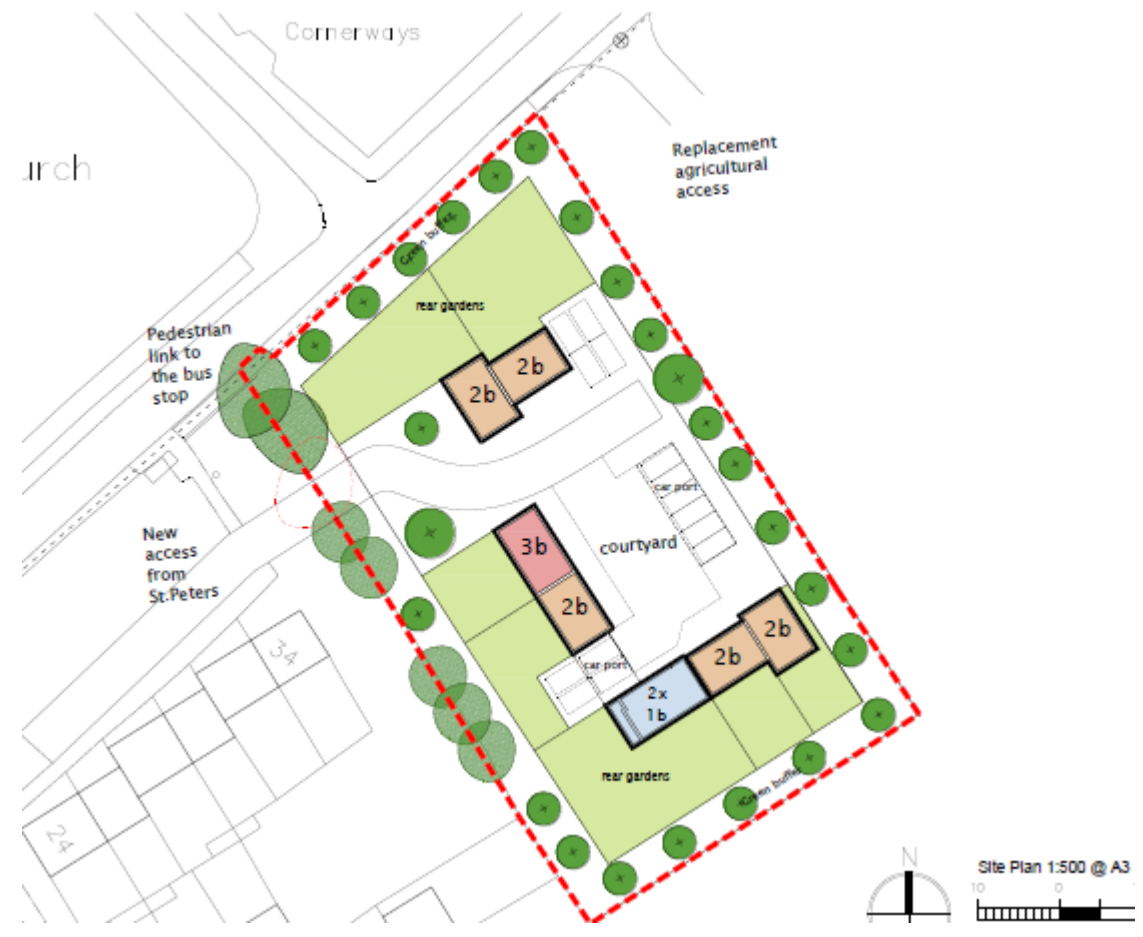 Cornerways
urch
Replacement
agricultural
access
Green buffer
rear gardens
Pedestrian
link to
the bus
stop
2b
2b
car port
New
access
from
St.Peters
3b
courtyard
2b
2b
2b
34
car port
2x
1b
rear gardens
Green buffer
24
N
Site Plan 1:500 @ A3
10
0